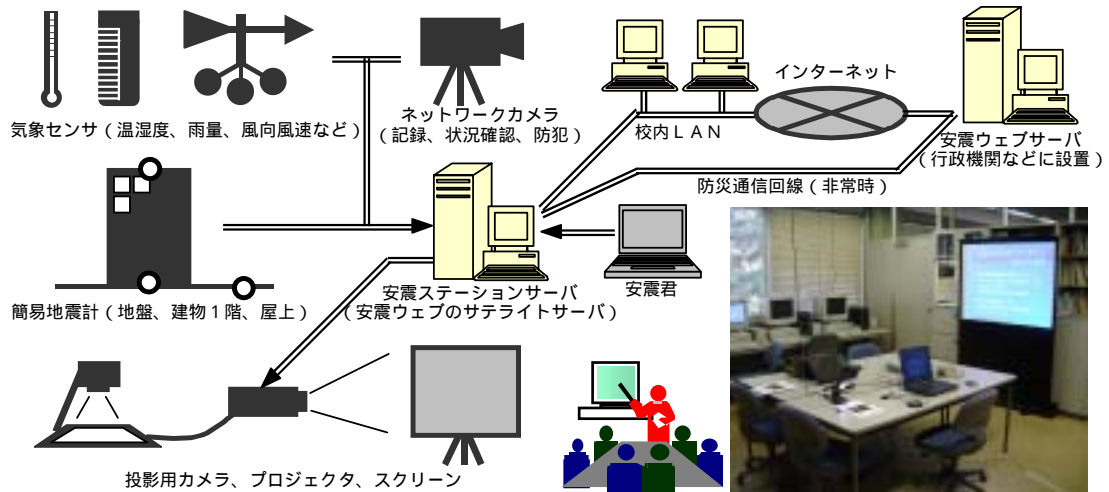 気象センサ（温湿度、雨量、風向風速など）
ネットワークカメラ
（記録、状況確認、防犯）
インターネット
校内ＬＡＮ
安震ウェブサーバ
（行政機関などに設置）
防災通信回線（非常時）
簡易地震計（地盤、建物１階、屋上）
安震ステーションサーバ
（安震ウェブのサテライトサーバ）
安震君
投影用カメラ、プロジェクタ、スクリーン